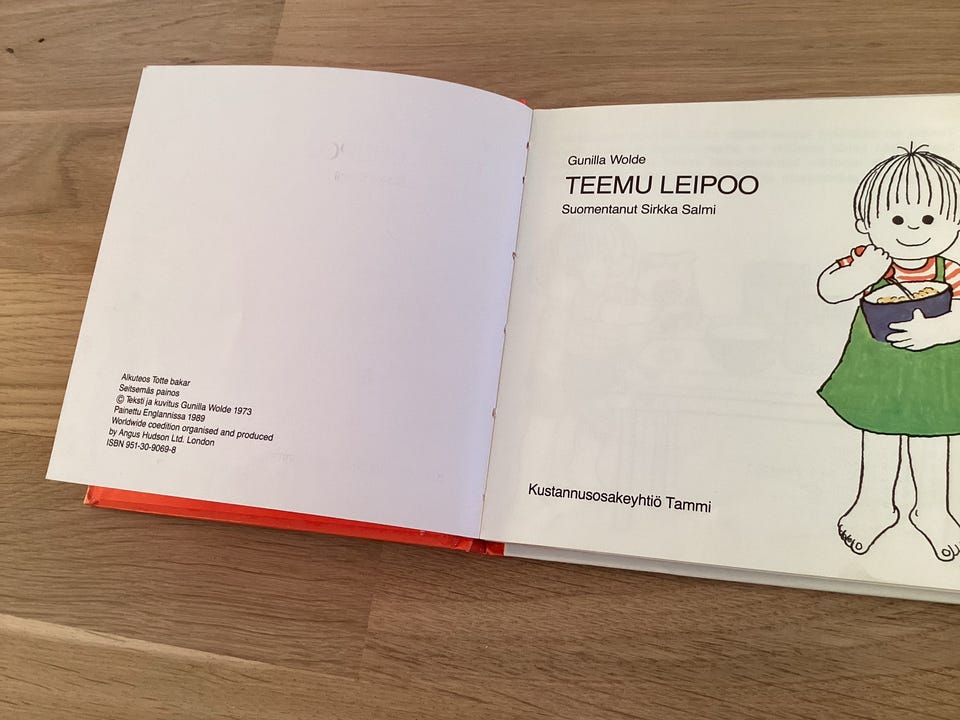 Alkuteos Totte bakar
Seitsemäs painos
© Teksti ja kuvitus Gunilla Wolde 1973
Painettu Englannissa 1989
Worldwide coedition organised and produced
by Angus Hudson Ltd. London
ISBN 951-30-9069-8
Gunilla Wolde
TEEMU LEIPOO
Suomentanut Sirkka Salmi
Kustannusosakeyhtiö Tammi